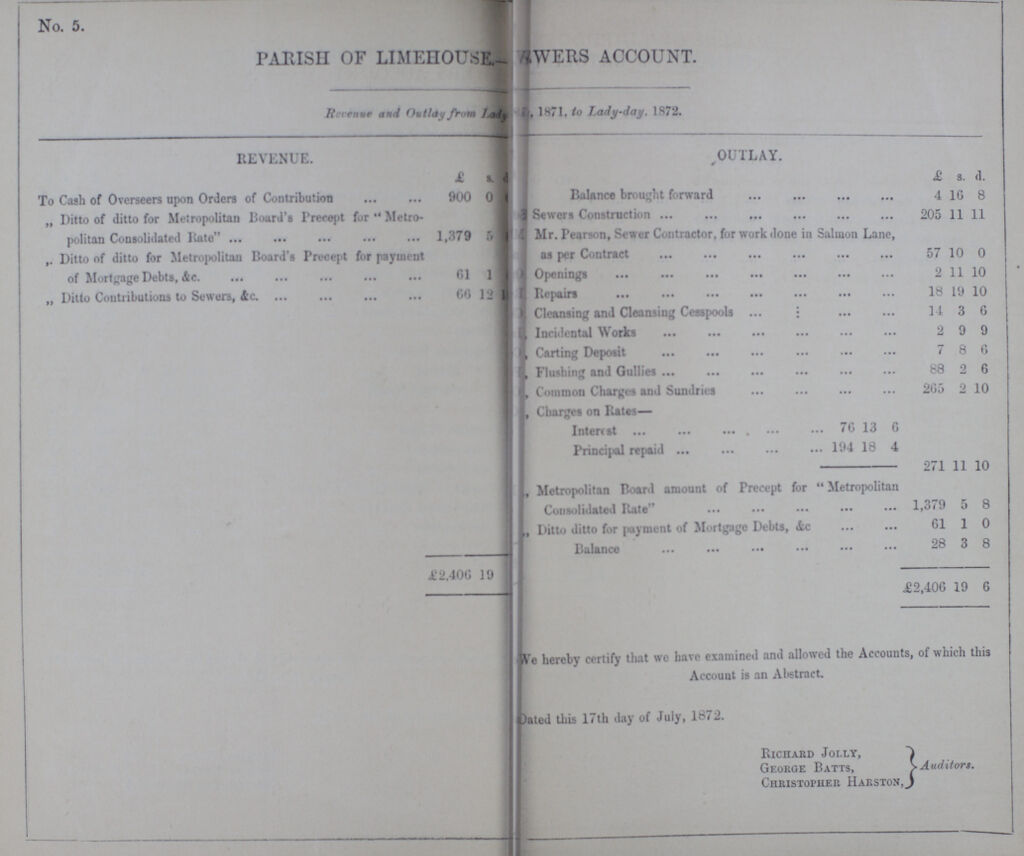 No. 5.
PARISH OF LIMEHOUSE.—
Revenue and Outlay from Lady
REVENUE.
£ s. d
To Cash of Overseers upon Orders of Contribution ... ... 900 0
„ Ditto of ditto for Metropolitan Board's Precept for "Metro-
politan Consolidated Rate" ... ... ... ... ... 1,379 5
„ Ditto of ditto for Metropolitan Board's Precept for payment
of Mortgage Debts, &c. ... ... ... ... ... 61 1
„ Ditto Contributions to Sewers, &c. ... ... ... ... 66 12
£2,406 19
WERS ACCOUNT.
, 1871, to Lady-day. 1872.
OUTLAY.
£ s. d.
Balance brought forward ... ... ... ... 4 16 8
Sewers Construction ... ... ... ... ... ... 205 11 11
Mr. Pearson, Sewer Contractor, for work done in Salmon Lane,
as per Contract ... ... ... ... ... ... 57 10 0
Openings ... ... ... ... ... ... ... 2 11 10
Repairs ... ... ... ... ... ... ... 18 19 10
Cleansing and Cleansing Cesspools ... ... ... ... 14 3 6
, Incidental Works ... ... ... ... ... ... 2 9 9
, Carting Deposit ... ... ... ... ... ... 7 8 6
, Flushing and Gullies ... ... ... ... ... ... 88 2 6
, Common Charges and Sundries ... ... ... ... 265 2 10
, Charges on Rates—
Interest ... ... ... ... ... 76 13 6
Principal repaid ... ... ... ... 194 18 4
271 11 10
„ Metropolitan Board amount of Precept for "Metropolitan
Consolidated Rate" ... ... ... ... ... 1,379 5 8
„ Ditto ditto for payment of Mortgage Debts, &c ... ... 61 1 0
Balance ... ... ... ... ... ... 28 3 8
£2,406 19 6
We hereby certify that we have examined and allowed the Accounts, of which this
Account is an Abstract.
Dated this 17th day of July, 1872.
RICHARD JOLLY,
GEORGE BATTS,
CHRISTOPHER HARSTON,
Auditors.